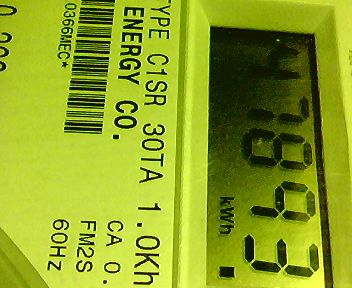 47893
kWh
TYPE C1SR 30TA 1.0Kh
ENERGY CO. CA 0.
FM2S
0366MEC* 60Hz